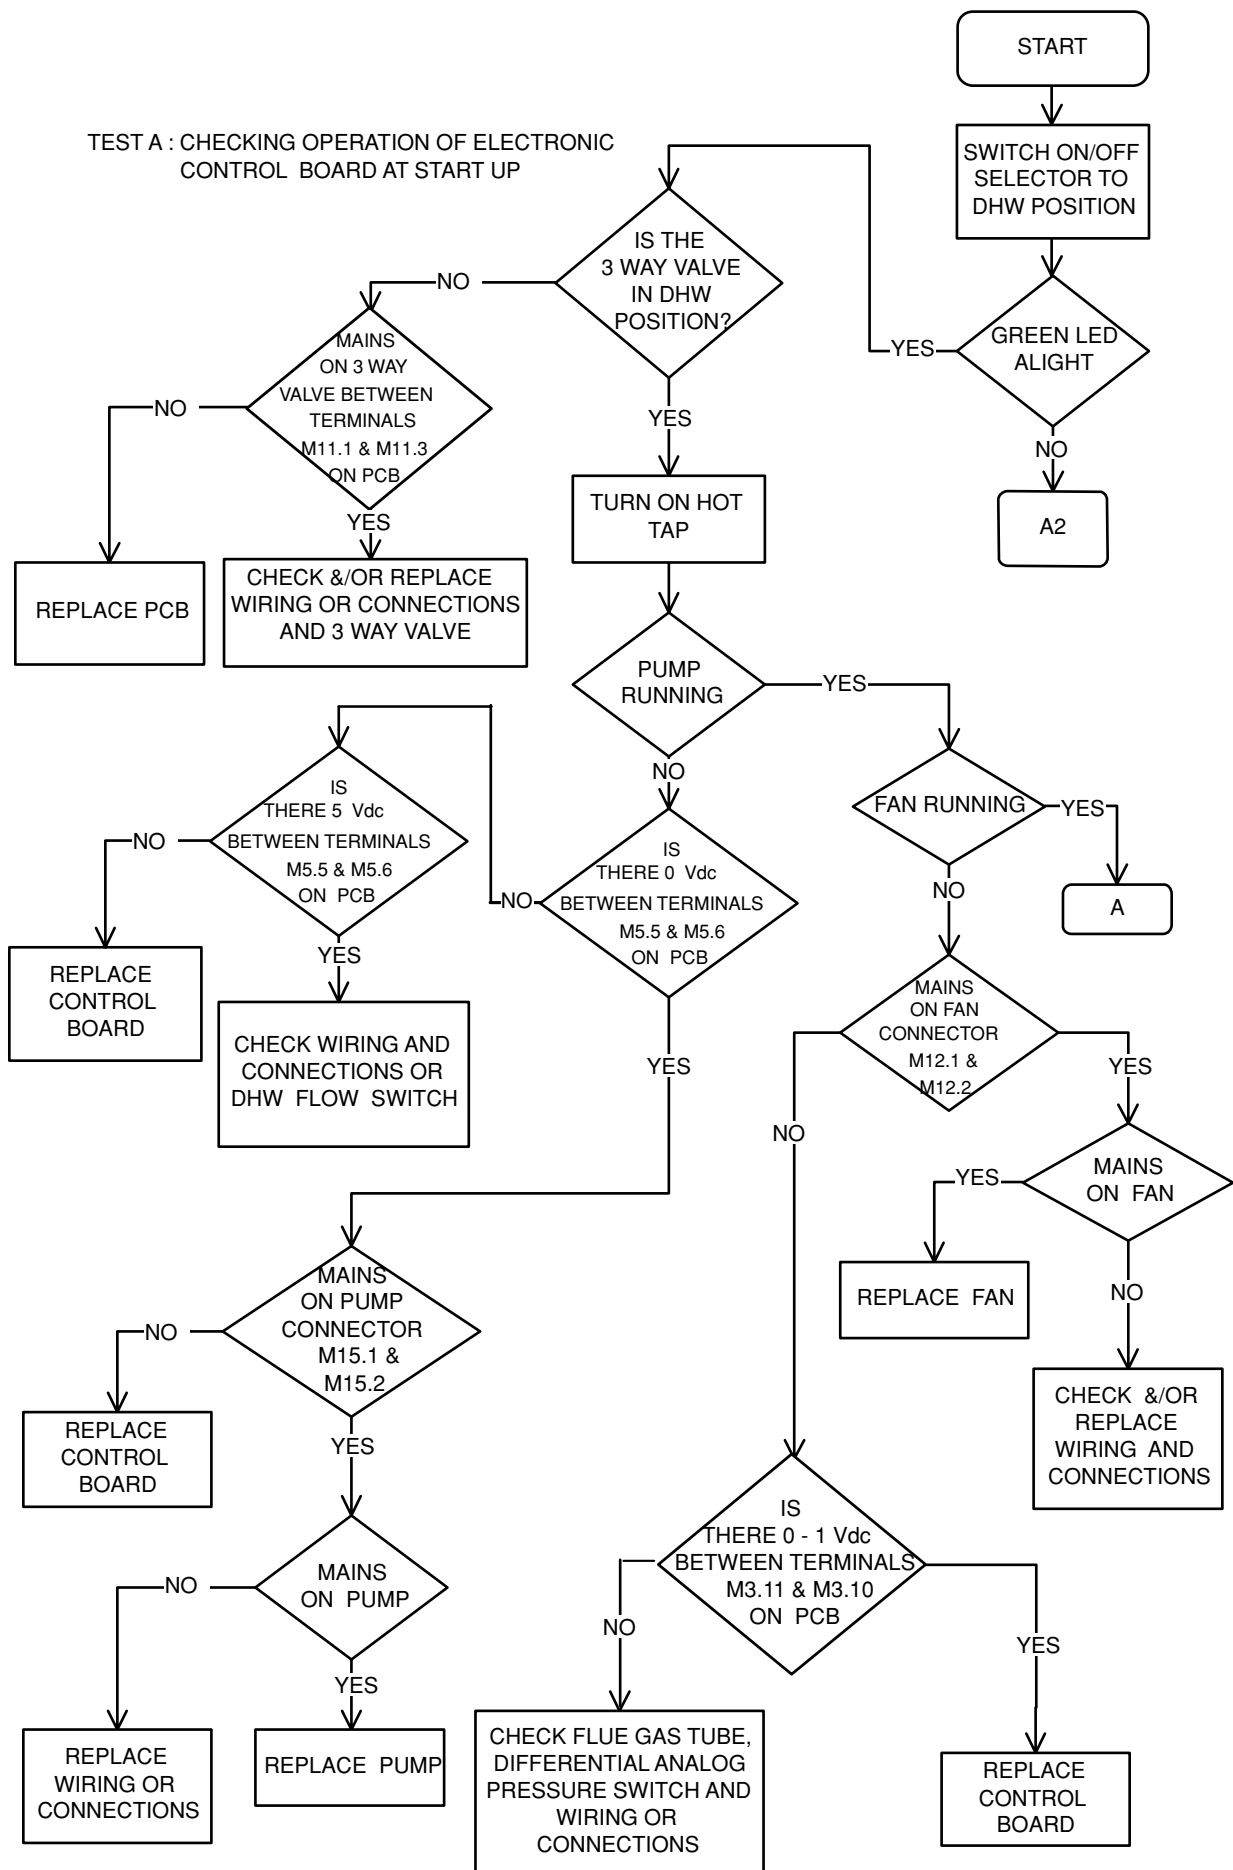 START
TEST A : CHECKING OPERATION OF ELECTRONIC
CONTROL BOARD AT START UP
SWITCH ON/OFF
SELECTOR TO
DHW POSITION
IS THE
3 WAY VALVE
IN DHW
POSITION?
NO
YES
GREEN LED
ALIGHT
MAINS
ON 3 WAY
VALVE BETWEEN
TERMINALS
M11.1 & M11.3
ON PCB
NO
YES
NO
YES
TURN ON HOT
TAP
A2
REPLACE PCB
CHECK &/OR REPLACE
WIRING OR CONNECTIONS
AND 3 WAY VALVE
PUMP
RUNNING
YES
NO
IS
THERE 5 Vdc
BETWEEN TERMINALS
M5.5 & M5.6
ON PCB
NO
YES
IS
THERE 0 Vdc
BETWEEN TERMINALS
M5.5 & M5.6
ON PCB
NO
YES
FAN RUNNING
YES
NO
A
REPLACE
CONTROL
BOARD
CHECK WIRING AND
CONNECTIONS OR
DHW FLOW SWITCH
MAINS
ON FAN
CONNECTOR
M12.1 &
M12.2
YES
NO
MAINS
ON FAN
YES
NO
REPLACE FAN
MAINS
ON PUMP
CONNECTOR
M15.1 &
M15.2
NO
YES
REPLACE
CONTROL
BOARD
CHECK &/OR
REPLACE
WIRING AND
CONNECTIONS
IS
THERE 0 - 1 Vdc
BETWEEN TERMINALS
M3.11 & M3.10
ON PCB
NO
YES
MAINS
ON PUMP
NO
YES
REPLACE
WIRING OR
CONNECTIONS
REPLACE PUMP
CHECK FLUE GAS TUBE,
DIFFERENTIAL ANALOG
PRESSURE SWITCH AND
WIRING OR
CONNECTIONS
REPLACE
CONTROL
BOARD